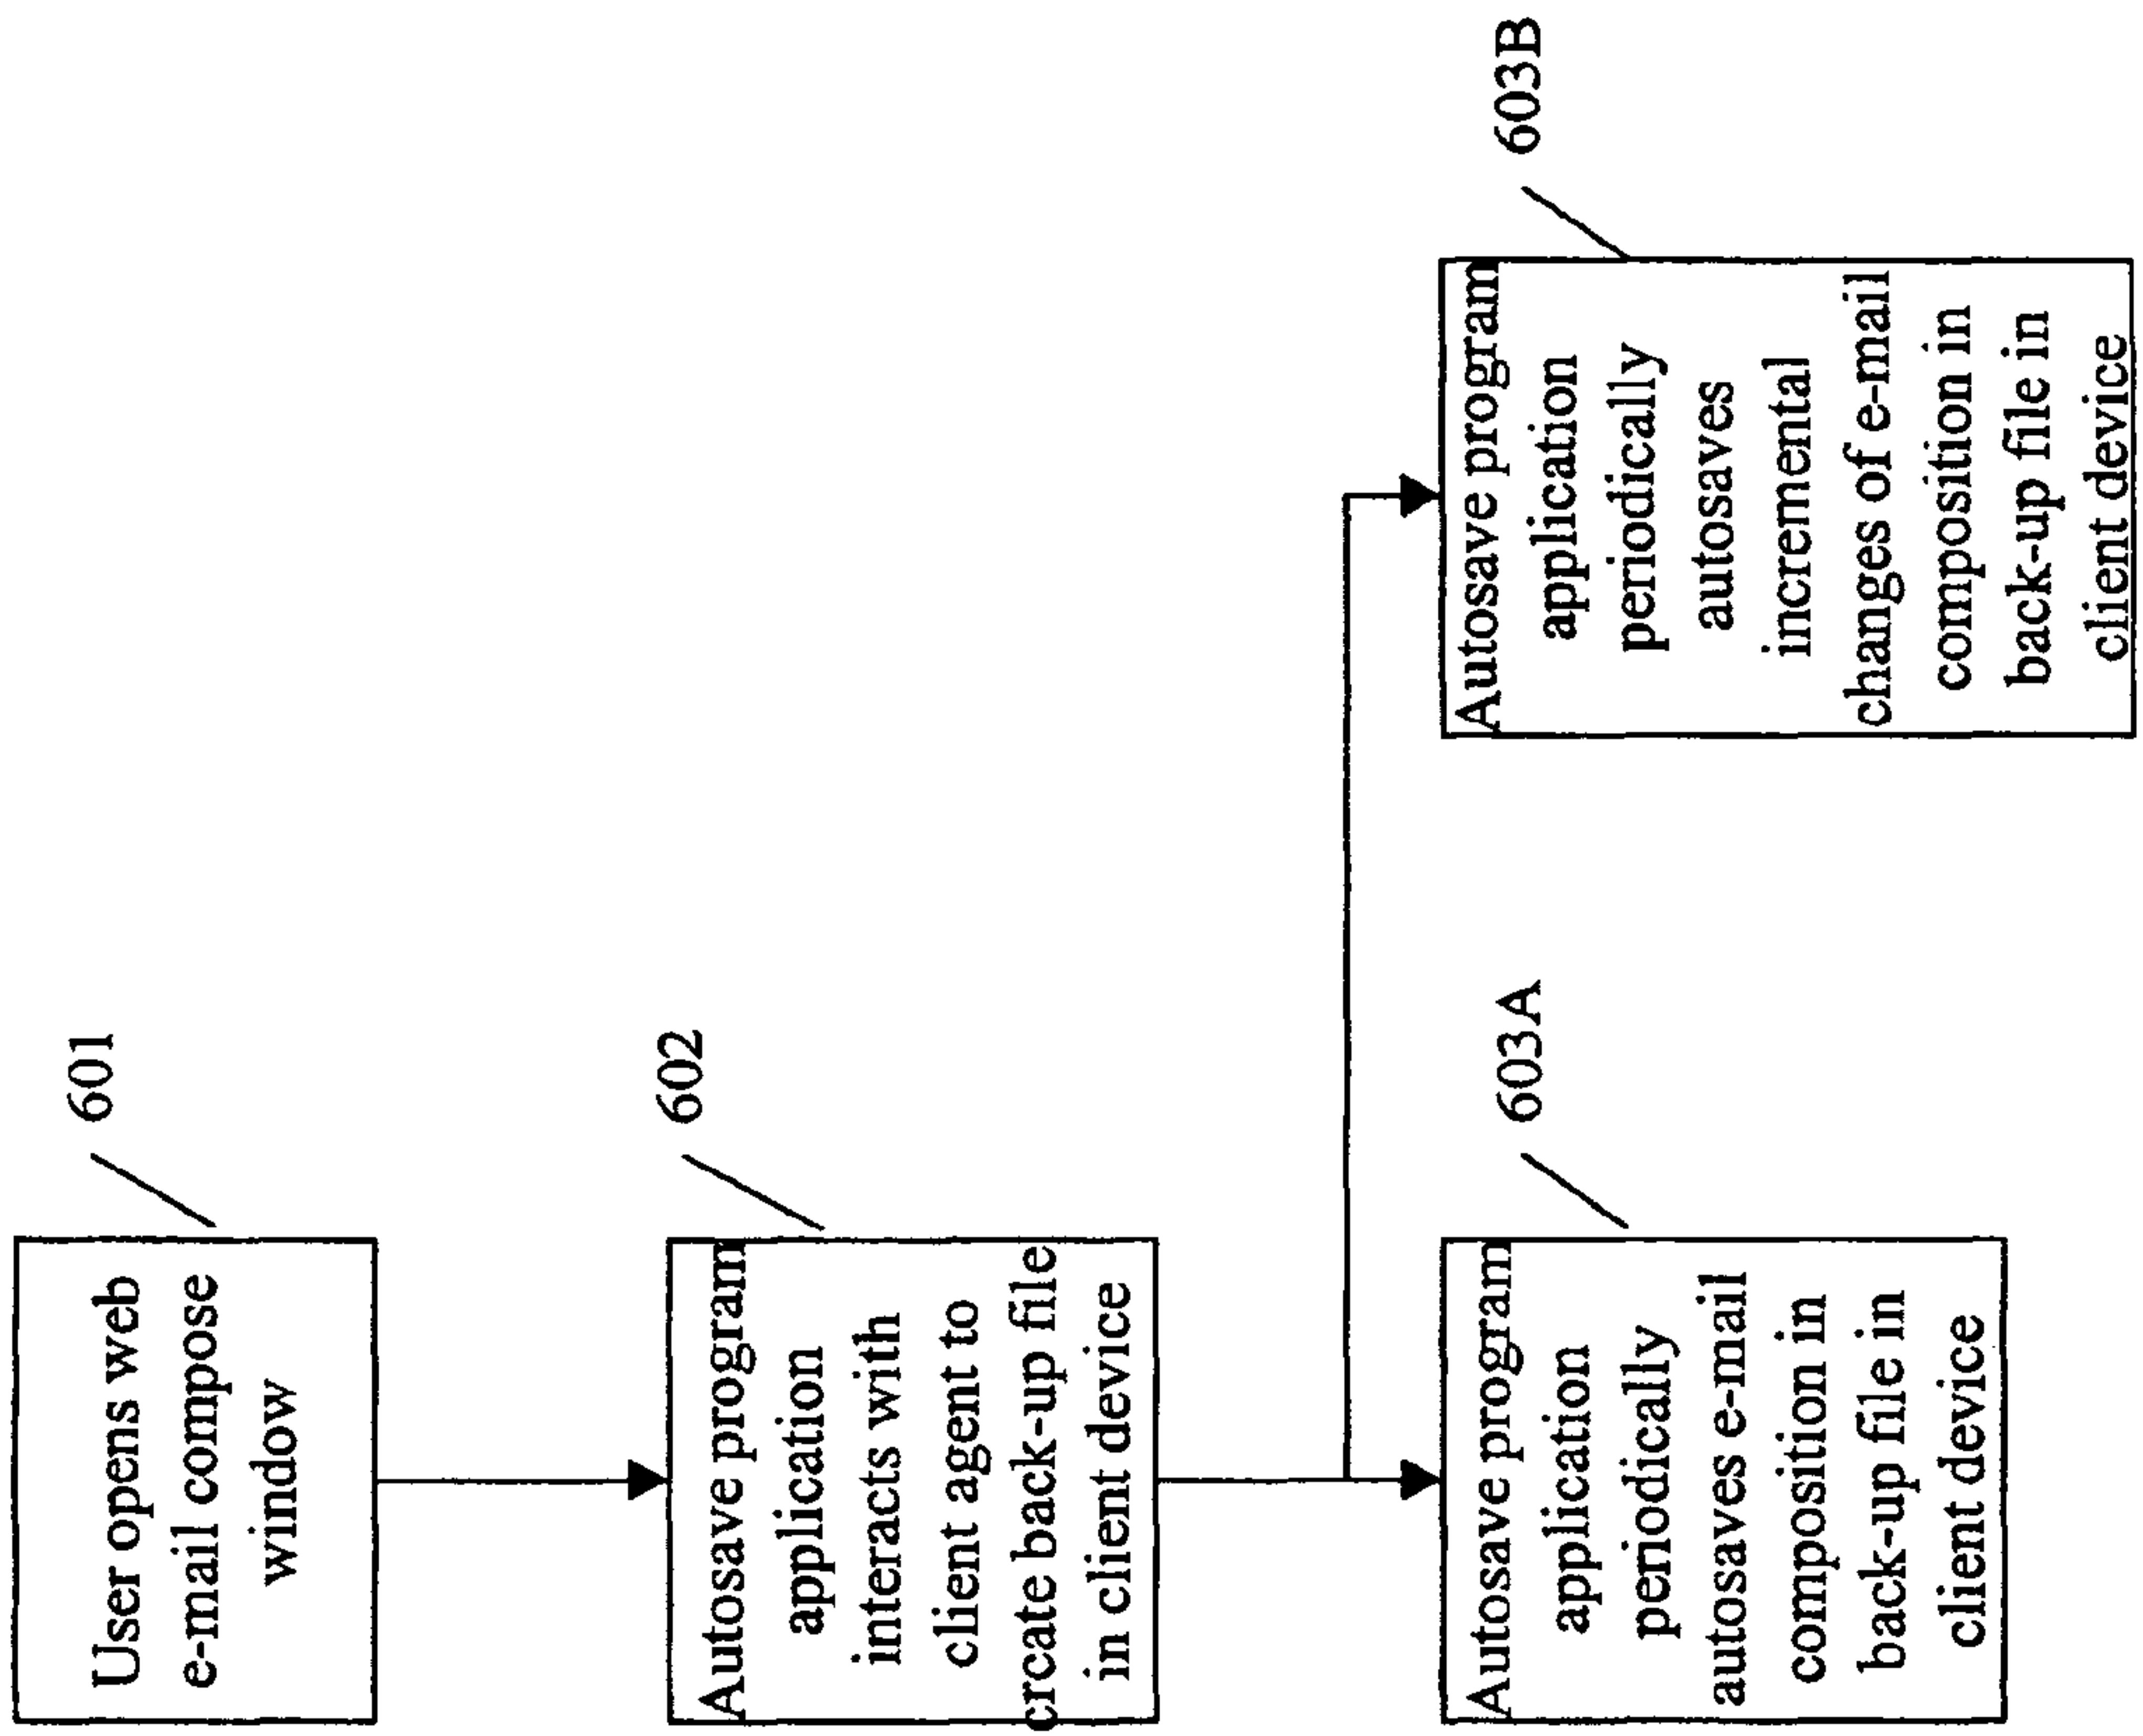 User opens web
e-mail compose
window
601
Autosave program
application
interacts with
client agent to
create back-up file
in client device
602
Autosave program
application
periodically
autosaves e-mail
composition in
back-up file in
client device
603A
Autosave program
application
periodically
autosaves
incremental
changes of e-mail
composition in
back-up file in
client device
603B